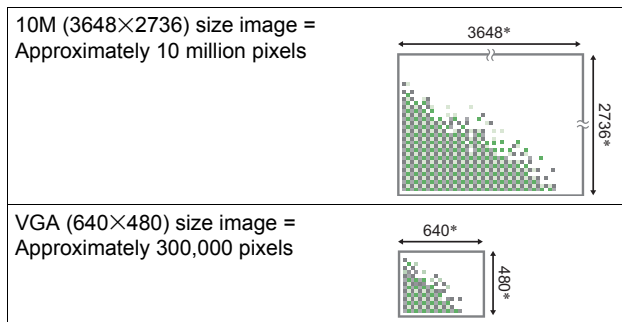 10M (3648×2736) size image =
Approximately 10 million pixels
3648*
2736*
VGA (640×480) size image =
Approximately 300,000 pixels
640*
480*